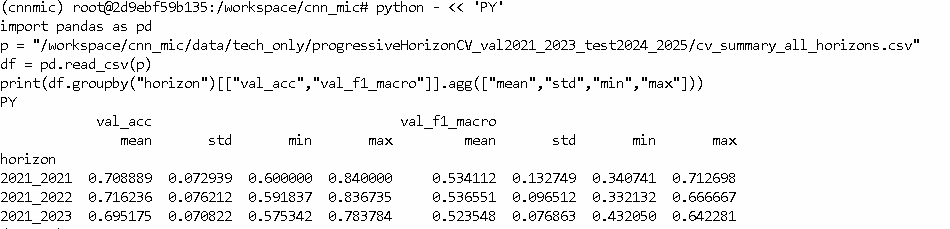 (cnnmic) root@2d9ebf59b135:/workspace/cnn_mic# python - << 'PY'
import pandas as pd
p = "/workspace/cnn_mic/data/tech_only/progressiveHorizonCV_val2021_2023_test2024_2025/cv_summary_all_horizons.csv"
df = pd.read_csv(p)
print(df.groupby("horizon")[["val_acc","val_f1_macro"]].agg(["mean","std","min","max"]))
PY
val_acc val_f1_macro
mean std min max mean std min max
horizon
2021_2021 0.708889 0.072939 0.600000 0.840000 0.534112 0.132749 0.340741 0.712698
2021_2022 0.716236 0.076212 0.591837 0.836735 0.536551 0.096512 0.332132 0.666667
2021_2023 0.695175 0.070822 0.575342 0.783784 0.523548 0.076863 0.432050 0.642281